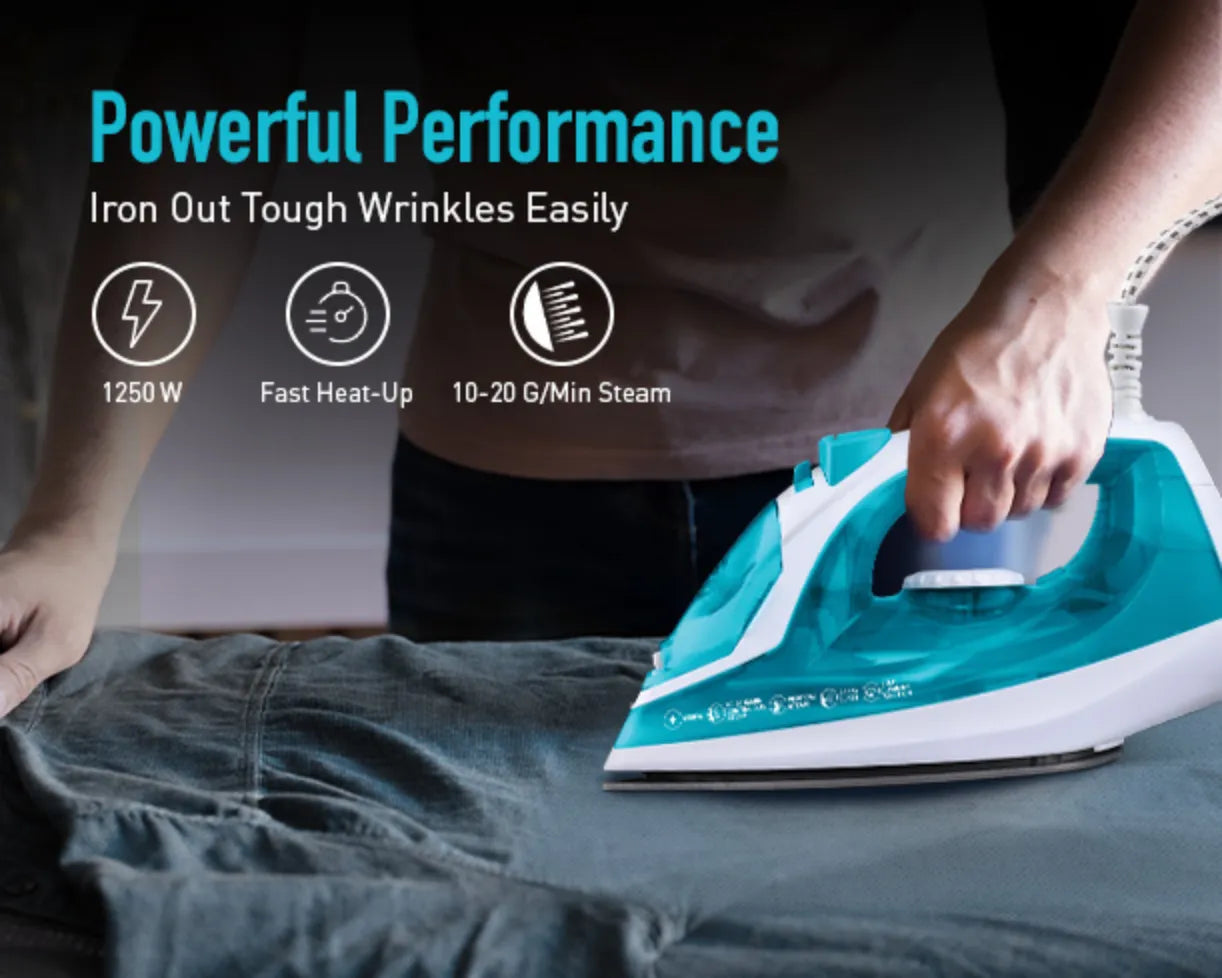 Powerful Performance
Iron Out Tough Wrinkles Easily
1250 W
Fast Heat-Up
10-20 G/Min Steam